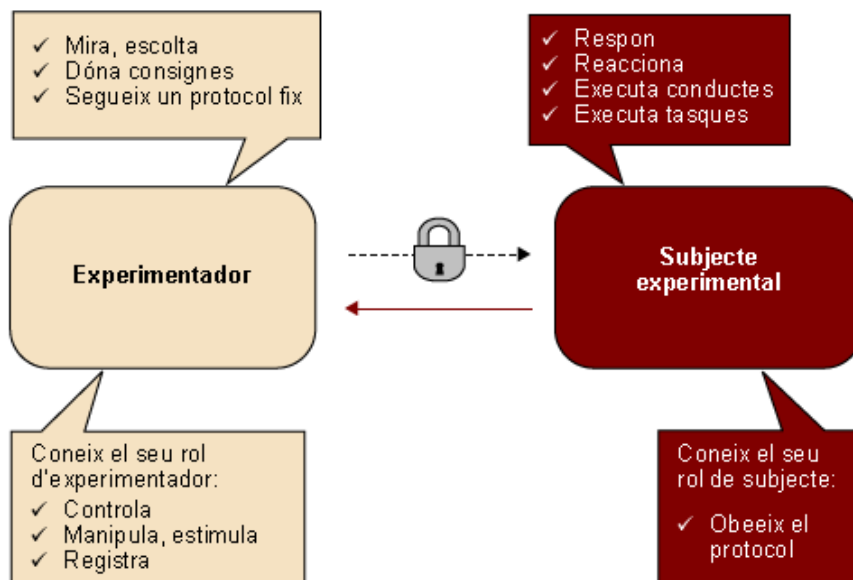 ✓ Mira, escolta
✓ Dóna consignes
✓ Segueix un protocol fix
✓ Respon
✓ Reacciona
✓ Executa conductes
✓ Executa tasques
Experimentador
Subjecte
experimental
Coneix el seu rol
d'experimentador:
✓ Controla
✓ Manipula, estimula
✓ Registra
Coneix el seu
rol de subjecte:
✓ Obeeix el
protocol